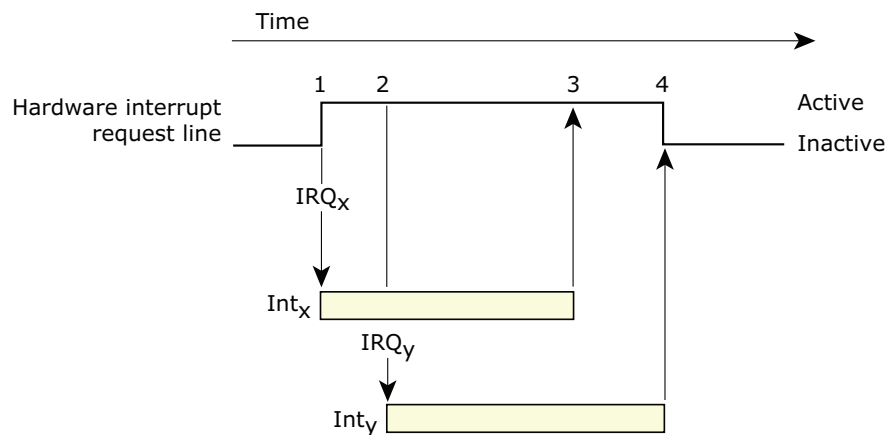 Time
1 2 3 4
Hardware interrupt
request line
Active
Inactive
IRQx
Intx
IRQy
Inty